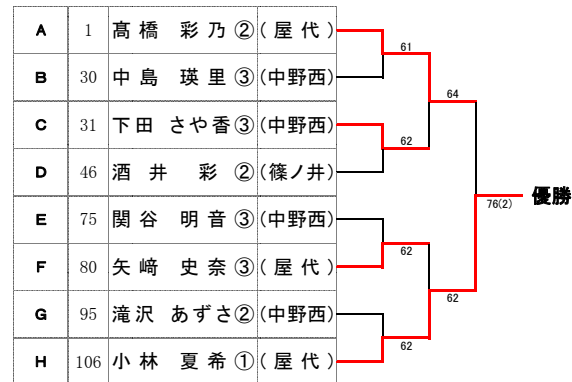 A 1 髙橋 彩乃② (屋代)
B 30 中島 瑛里③ (中野西)
C 31 下田 さや香③ (中野西)
D 46 酒井 彩② (篠ノ井)
E 75 関谷 明音③ (中野西)
F 80 矢﨑 史奈③ (屋代)
G 95 滝沢 あずさ② (中野西)
H 106 小林 夏希① (屋代)
61
64
62
76(2) 優勝
62
62
62